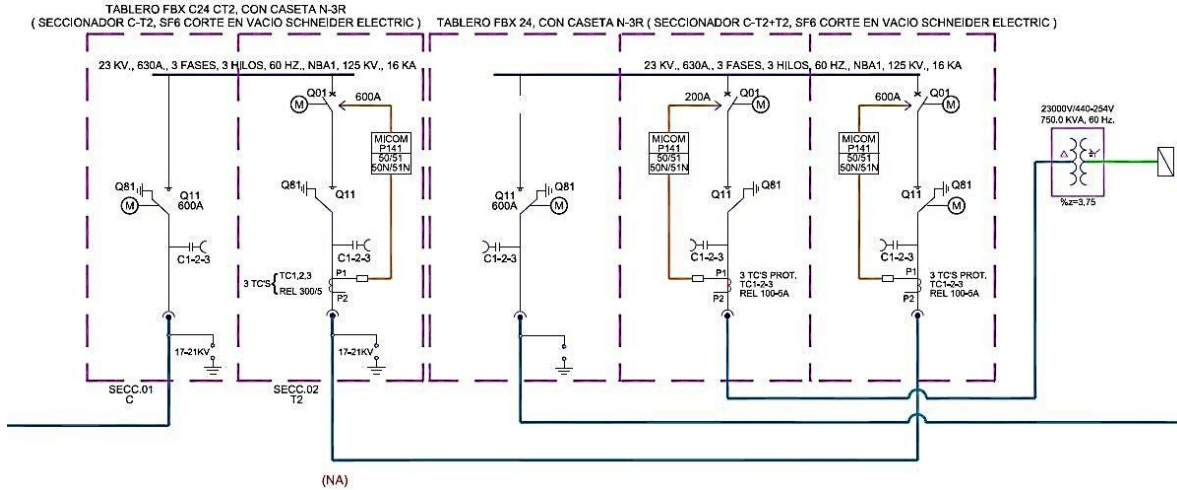 TABLERO FBX C24 CT2, CON CASETA N-3R
( SECCIONADOR C-T2, SF6 CORTE EN VACIO SCHNEIDER ELECTRIC )
TABLERO FBX 24, CON CASETA N-3R ( SECCIONADOR C-T2+T2, SF6 CORTE EN VACIO SCHNEIDER ELECTRIC )
23 KV., 630A., 3 FASES, 3 HILOS, 60 HZ., NBA1, 125 KV., 16 KA
23 KV., 630A., 3 FASES, 3 HILOS, 60 HZ., NBA1, 125 KV., 16 KA
Q01
M
600A
MICOM
P141
50/51
50N/51N
200A
Q01
M
MICOM
P141
50/51
50N/51N
600A
Q01
M
MICOM
P141
50/51
50N/51N
23000V/440-254V
750.0 KVA, 60 Hz.
%z=3,75
Q81
Q11
600A
M
C1-2-3
Q81
Q11
C1-2-3
Q11
600A
Q81
M
C1-2-3
Q11
Q81
C1-2-3
Q11
Q81
M
C1-2-3
3 TC'S
TC1,2,3
REL 300/5
P1
P2
P1
P2
3 TC'S PROT.
TC1-2-3
REL 100-5A
P1
P2
3 TC'S PROT.
TC1-2-3
REL 100-5A
17-21KV
17-21KV
SECC.01
C
SECC.02
T2
(NA)